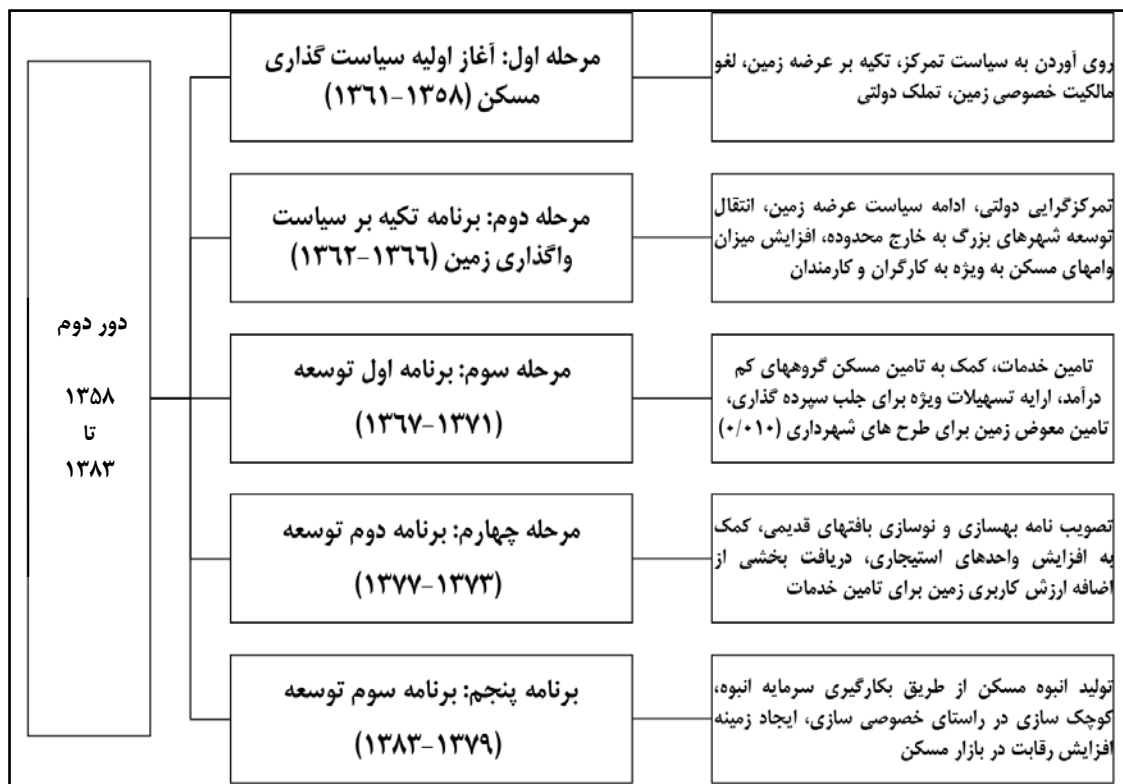 دور دوم
۱۳۵۸
تا
۱۳۸۳
مرحله اول: آغاز اولیه سیاست گذاری
مسکن (۱۳۵۸-۱۳۶۱)
روی آوردن به سیاست تمرکز، تکیه بر عرضه زمین، لغو
مالکیت خصوصی زمین، تملک دولتی
مرحله دوم: برنامه تکیه بر سیاست
واگذاری زمین (۱۳۶۶-۱۳۶۲)
تمرکزگرایی دولتی، ادامه سیاست عرضه زمین، انتقال
توسعه شهرهای بزرگ به خارج محدوده، افزایش میزان
وامهای مسکن به ویژه به کارگران و کارمندان
مرحله سوم: برنامه اول توسعه
(۱۳۷۱-۱۳۶۷)
تامین خدمات، کمک به تامین مسکن گروههای کم
درآمد، ارایه تسهیلات ویژه برای جلب سپرده گذاری،
تامین معوض زمین برای طرح های شهرداری (۰/۰۱۰)
مرحله چهارم: برنامه دوم توسعه
(۱۳۷۳-۱۳۷۷)
تصویب نامه بهسازی و نوسازی بافتهای قدیمی، کمک
به افزایش واحدهای استیجاری، دریافت بخشی از
اضافه ارزش کاربری زمین برای تامین خدمات
برنامه پنجم: برنامه سوم توسعه
(۱۳۷۹-۱۳۸۳)
تولید انبوه مسکن از طریق بکارگیری سرمایه انبوه،
کوچک سازی در راستای خصوصی سازی، ایجاد زمینه
افزایش رقابت در بازار مسکن